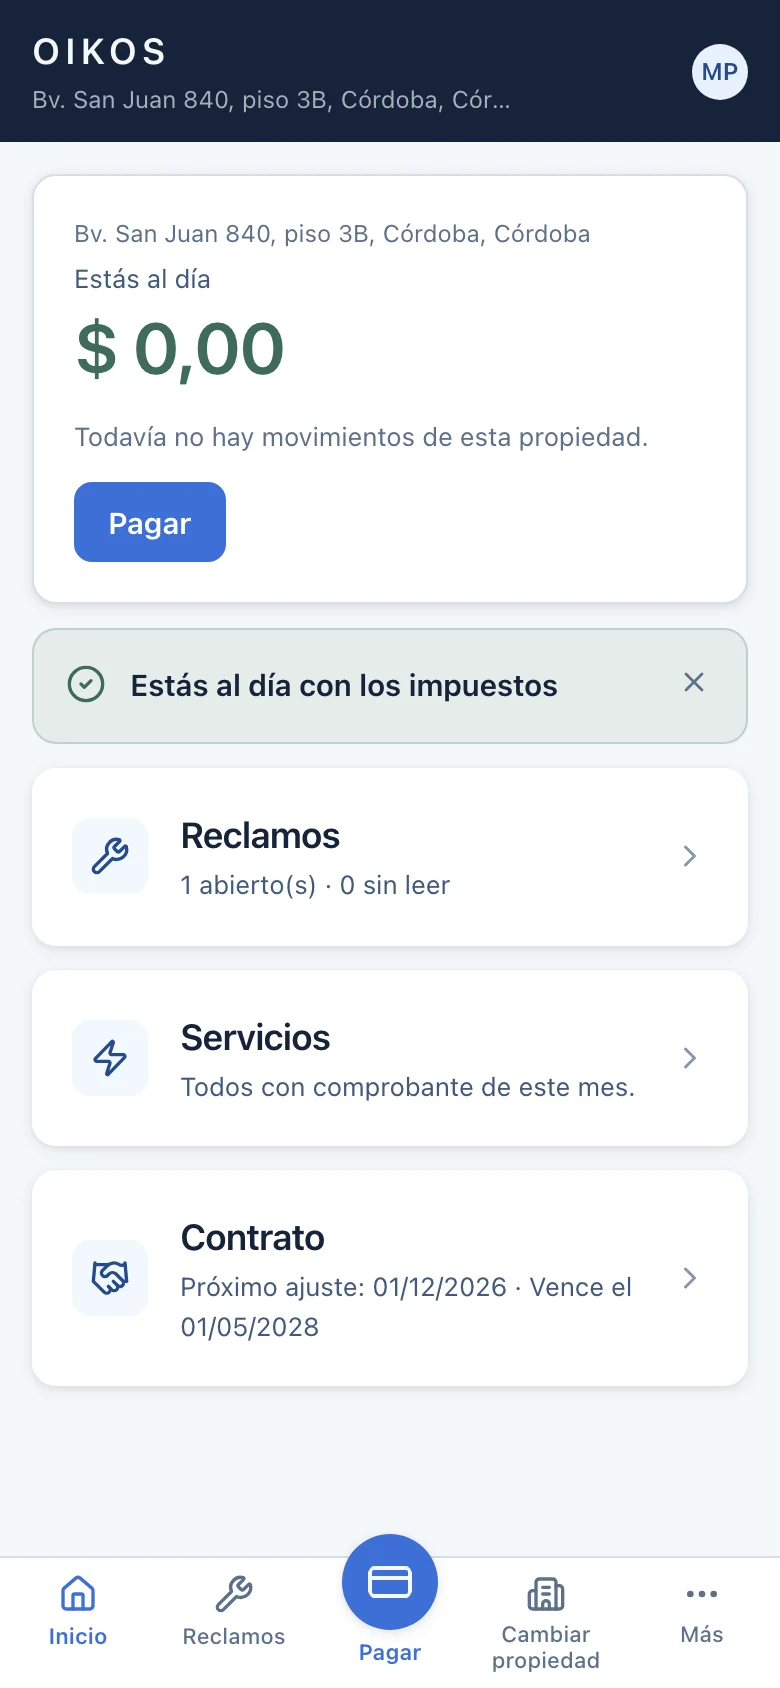 OIKOS
Bv. San Juan 840, piso 3B, Córdoba, Cór...
MP
Bv. San Juan 840, piso 3B, Córdoba, Córdoba
Estás al día
$ 0,00
Todavía no hay movimientos de esta propiedad.
Pagar
Estás al día con los impuestos
Reclamos
1 abierto(s) · 0 sin leer
Servicios
Todos con comprobante de este mes.
Contrato
Próximo ajuste: 01/12/2026 · Vence el
01/05/2028
Inicio
Reclamos
Pagar
Cambiar
propiedad
Más